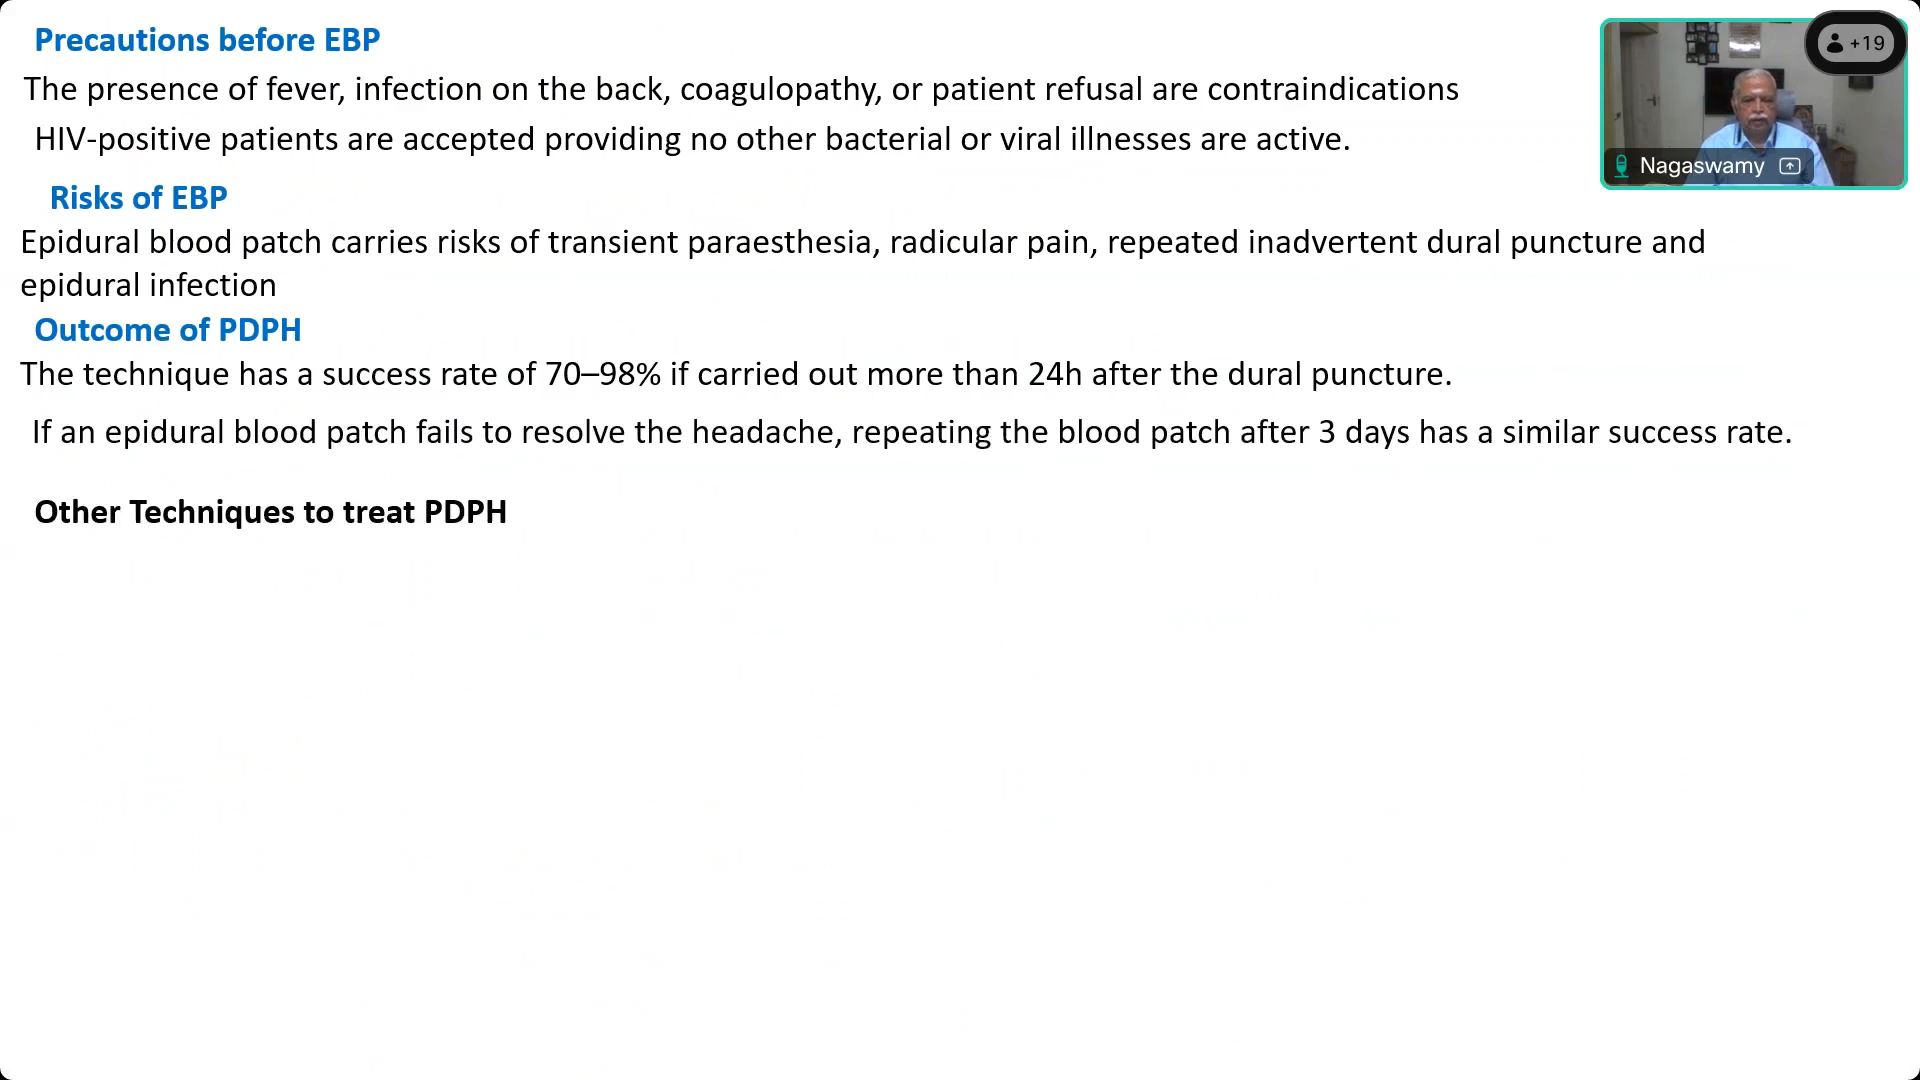 Precautions before EBP
The presence of fever, infection on the back, coagulopathy, or patient refusal are contraindications
HIV-positive patients are accepted providing no other bacterial or viral illnesses are active.
Risks of EBP
Epidural blood patch carries risks of transient paraesthesia, radicular pain, repeated inadvertent dural puncture and
epidural infection
Outcome of PDPH
The technique has a success rate of 70–98% if carried out more than 24h after the dural puncture.
If an epidural blood patch fails to resolve the headache, repeating the blood patch after 3 days has a similar success rate.
Other Techniques to treat PDPH
+19
Nagaswamy